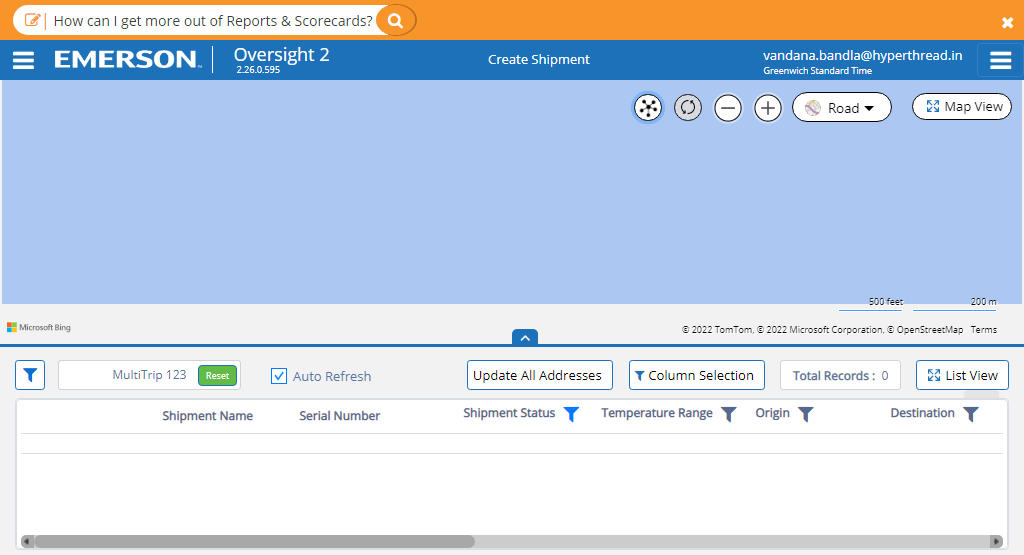 How can I get more out of Reports & Scorecards?
EMERSON™
Oversight 2
2.26.0.595
Create Shipment
vandana.bandla@hyperthread.in
Greenwich Standard Time
Road
Map View
500 feet
200 m
Microsoft Bing
© 2022 TomTom, © 2022 Microsoft Corporation, © OpenStreetMap Terms
MultiTrip 123
Reset
Auto Refresh
Update All Addresses
Column Selection
Total Records : 0
List View
Shipment Name
Serial Number
Shipment Status
Temperature Range
Origin
Destination